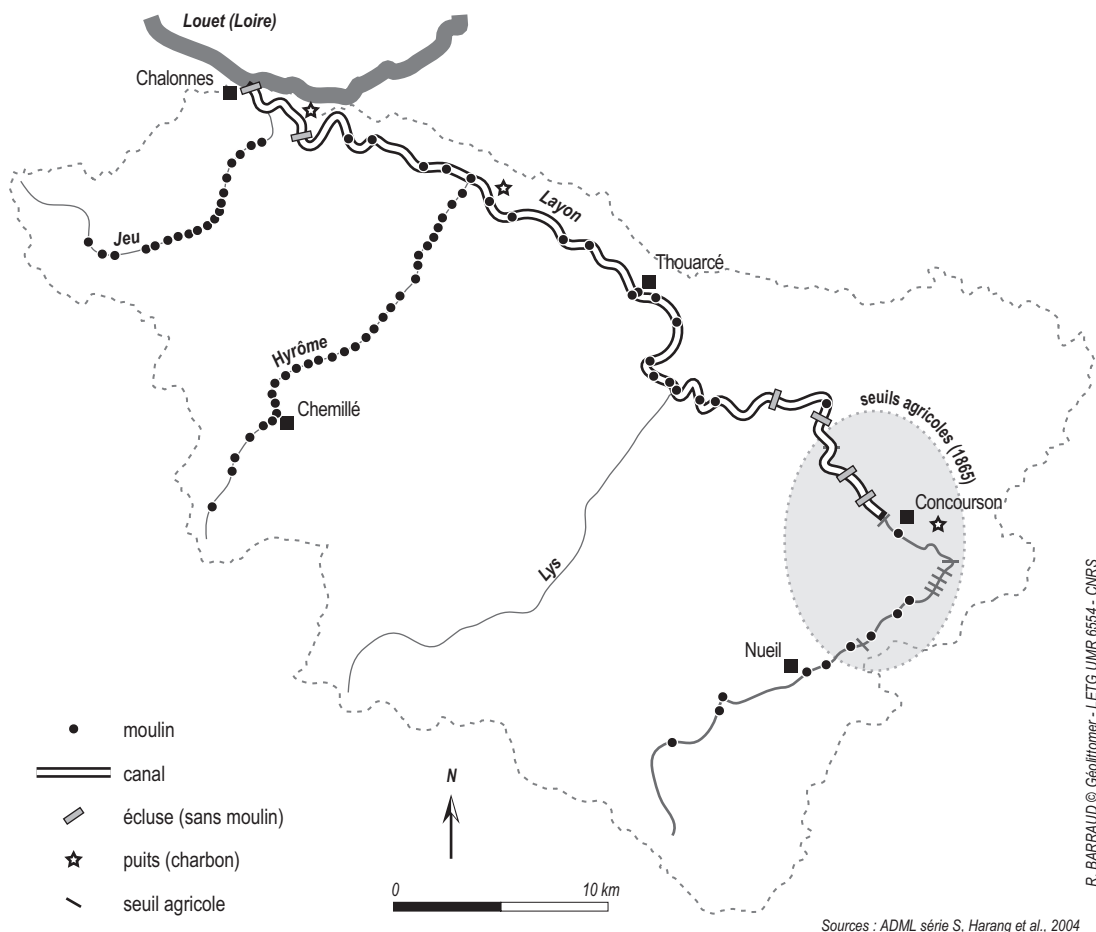 Louet (Loire)
Chalonnes
Layon
Jeu
Thouarcé
Hyrôme
Chemillé
seuils agricoles (1865)
Concourson
Lys
Nueil
moulin
canal
écluse (sans moulin)
puits (charbon)
seuil agricole
N
0 10 km
R. BARRAUD © Géolittomer - LETG UMR 6554 - CNRS
Sources : ADML série S, Harang et al., 2004